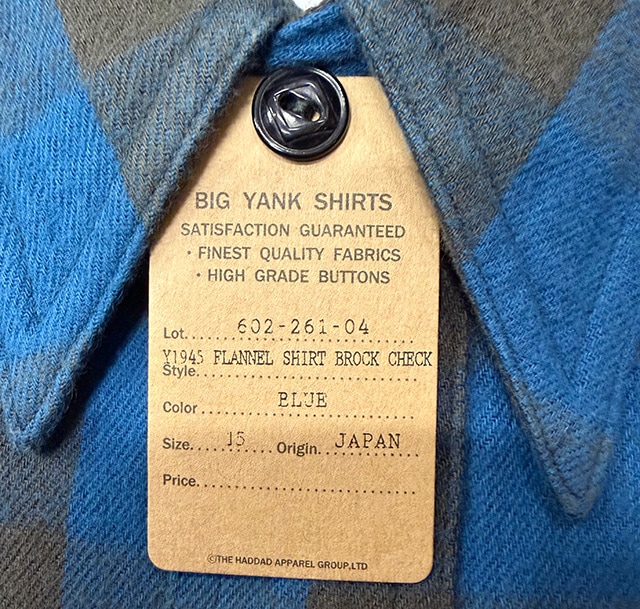 BIG YANK SHIRTS
SATISFACTION GUARANTEED
· FINEST QUALITY FABRICS
· HIGH GRADE BUTTONS
Lot. 602-261-04
Y1945 FLANNEL SHIRT BROCK CHECK
Style.
Color BLUE
Size. 15 Origin. JAPAN
Price.
©THE HADDAD APPAREL GROUP,LTD